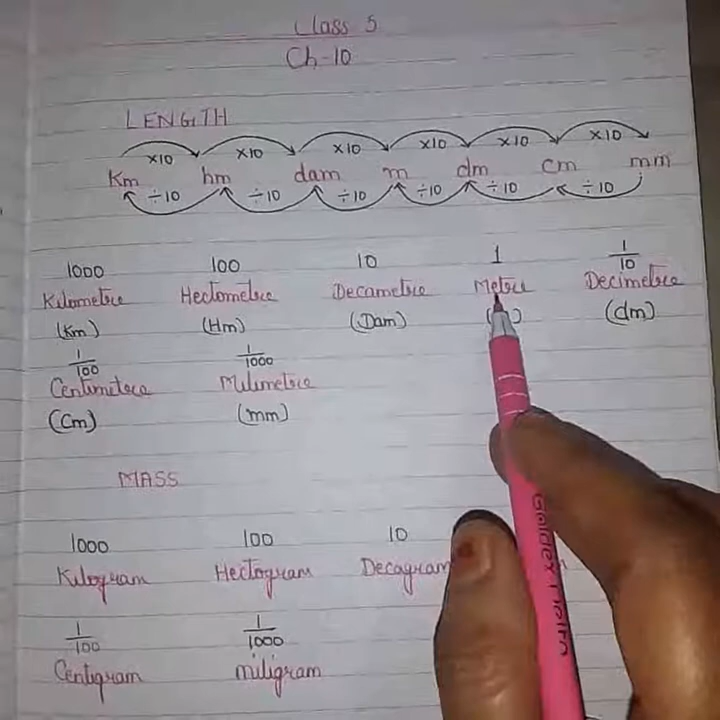 Class 5
Ch-10
LENGTH
×10 ×10 ×10 ×10 ×10 ×10
Km hm dam m dm cm mm
÷10 ÷10 ÷10 ÷10 ÷10 ÷10
1000 100 10 1 1/10
Kilometre Hectometre Decametre Metre Decimetre
(Km) (Hm) (Dam) (dm)
1/100 1/1000
Centimetre Milimetre
(Cm) (mm)
MASS
1000 100 10
Kilogram Hectogram Decagram
1/100 1/1000
Centigram miligram
Goldex